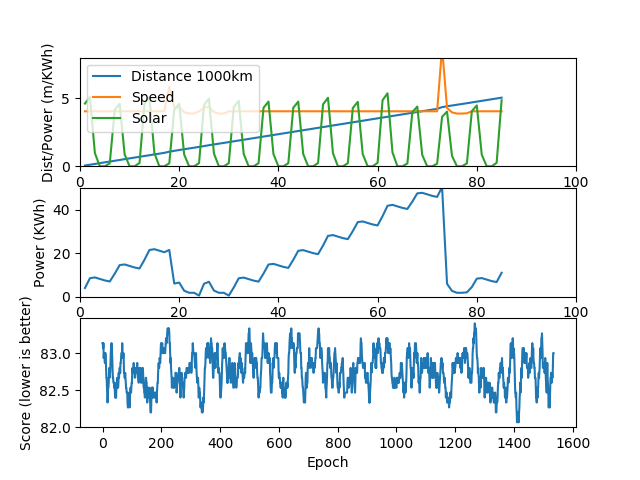 Dist/Power (m/KWh)
5
0
Distance 1000km
Speed
Solar
0 20 40 60 80 100
Power (KWh)
40
20
0
0 20 40 60 80 100
Score (lower is better)
83.0
82.5
82.0
0 200 400 600 800 1000 1200 1400 1600
Epoch